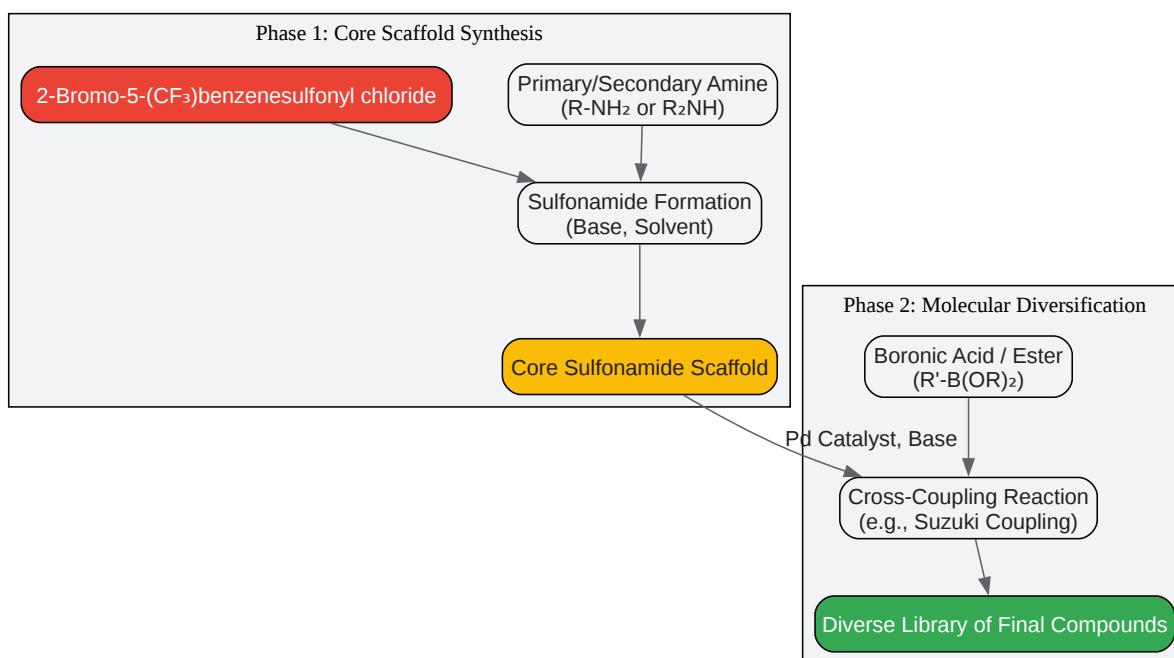 Phase 1: Core Scaffold Synthesis
2-Bromo-5-(CF₃)benzenesulfonyl chloride
Primary/Secondary Amine
(R-NH₂ or R₂NH)
Sulfonamide Formation
(Base, Solvent)
Core Sulfonamide Scaffold
Phase 2: Molecular Diversification
Boronic Acid / Ester
(R'-B(OR)₂)
Pd Catalyst, Base
Cross-Coupling Reaction
(e.g., Suzuki Coupling)
Diverse Library of Final Compounds